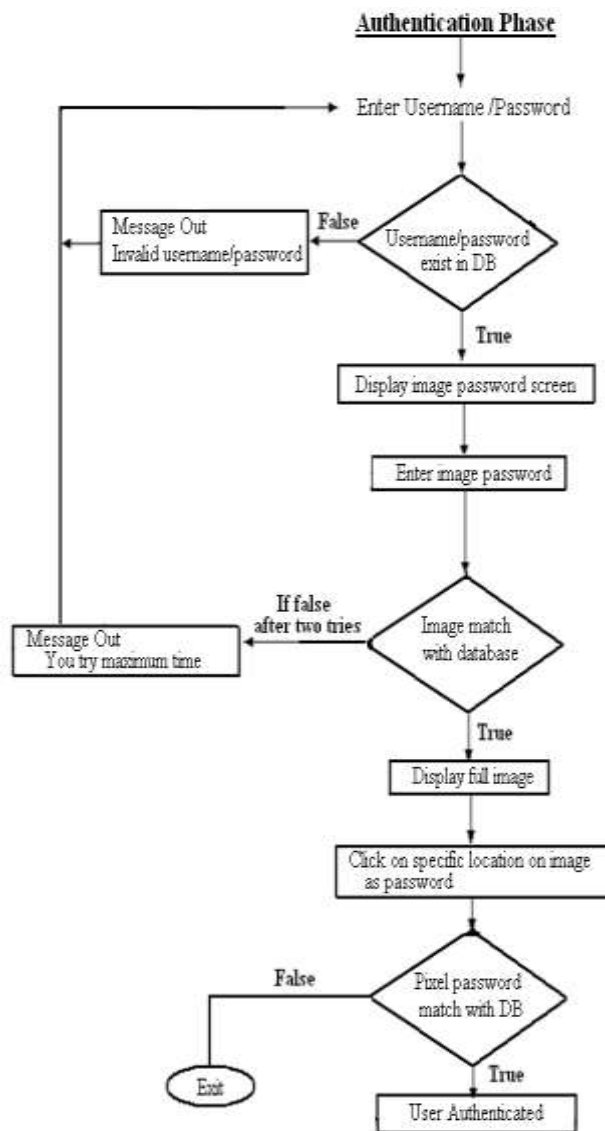 Authentication Phase
Enter Username /Password
False
Message Out
Invalid username/password
Username/password
exist in DB
True
Display image password screen
Enter image password
If false
after two tries
Message Out
You try maximum time
Image match
with database
True
Display full image
Click on specific location on image
as password
False
Pixel password
match with DB
Exit
True
User Authenticated